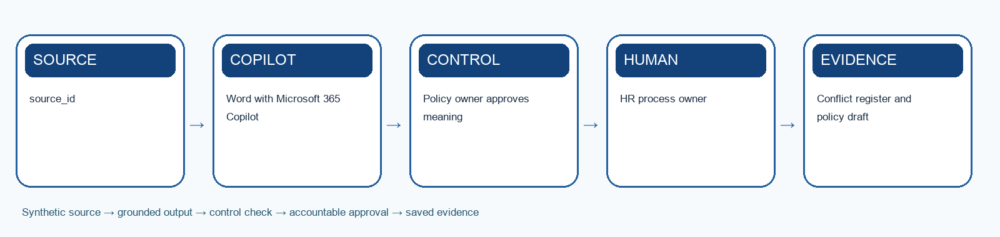 SOURCE
source_id
→
COPILOT
Word with Microsoft 365
Copilot
→
CONTROL
Policy owner approves
meaning
→
HUMAN
HR process owner
→
EVIDENCE
Conflict register and
policy draft
Synthetic source → grounded output → control check → accountable approval → saved evidence